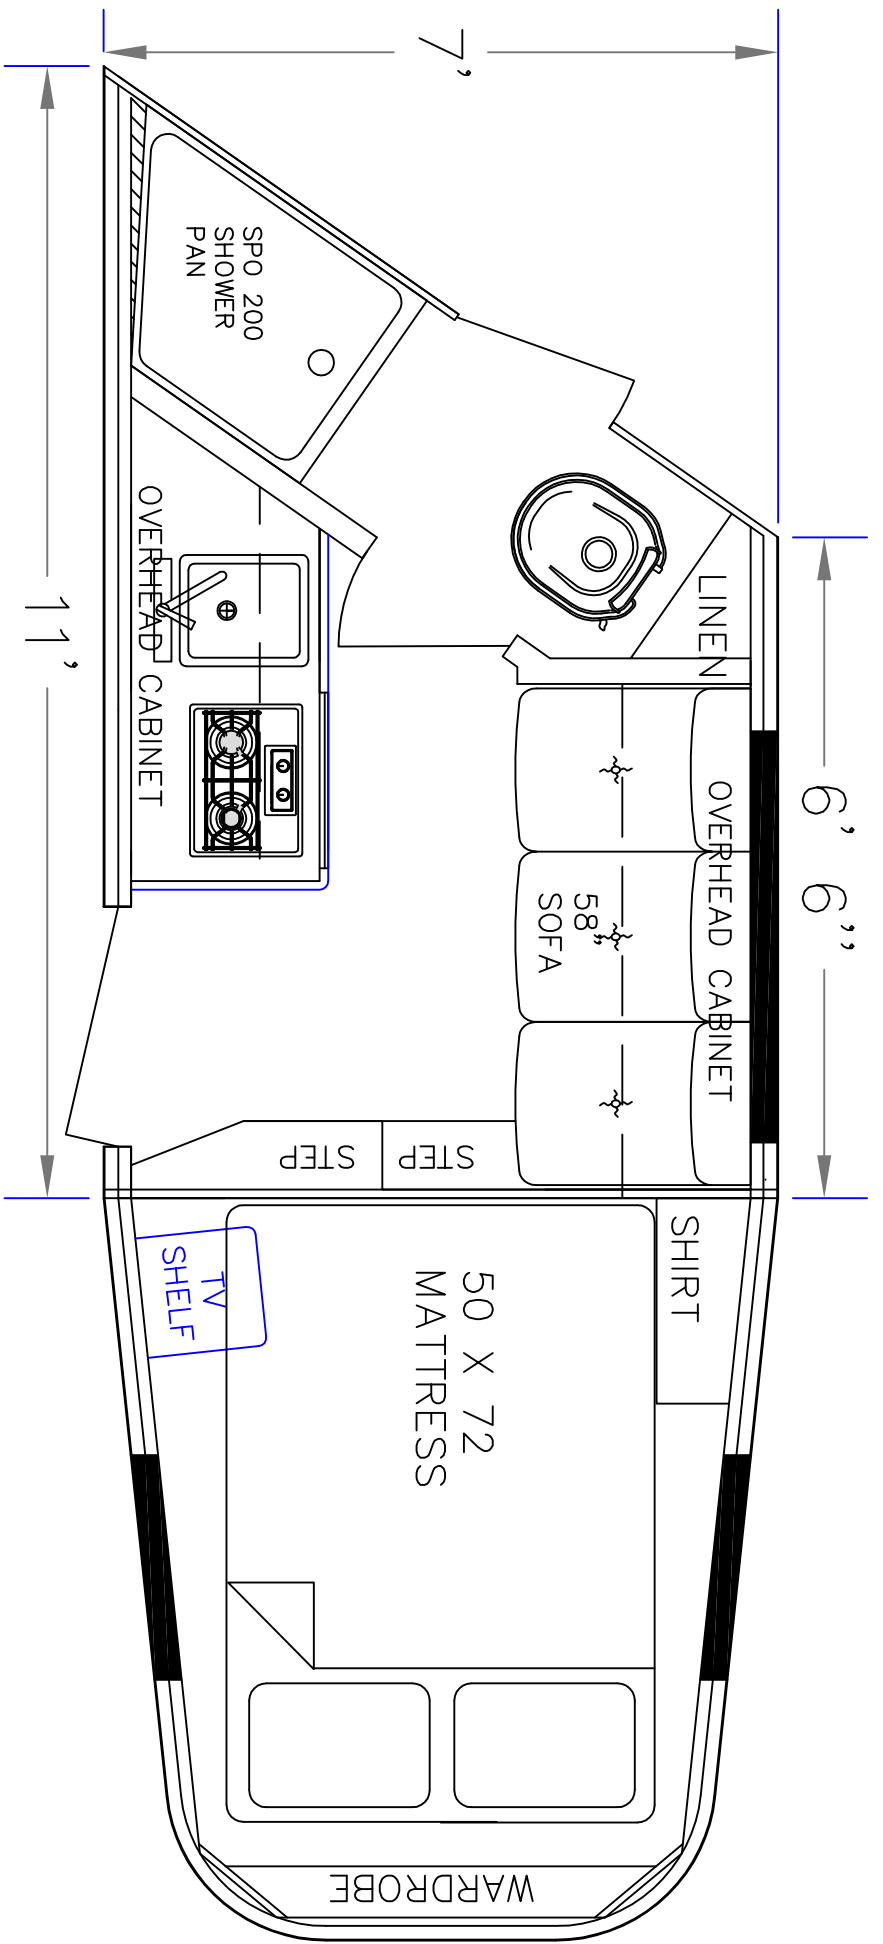 7'
11'
6' 6''
SPO 200
SHOWER
PAN
OVERHEAD CABINET
LINEN
OVERHEAD CABINET
58"
SOFA
STEP
STEP
SHIRT
TV
SHELF
50 X 72
MATTRESS
WARDROBE